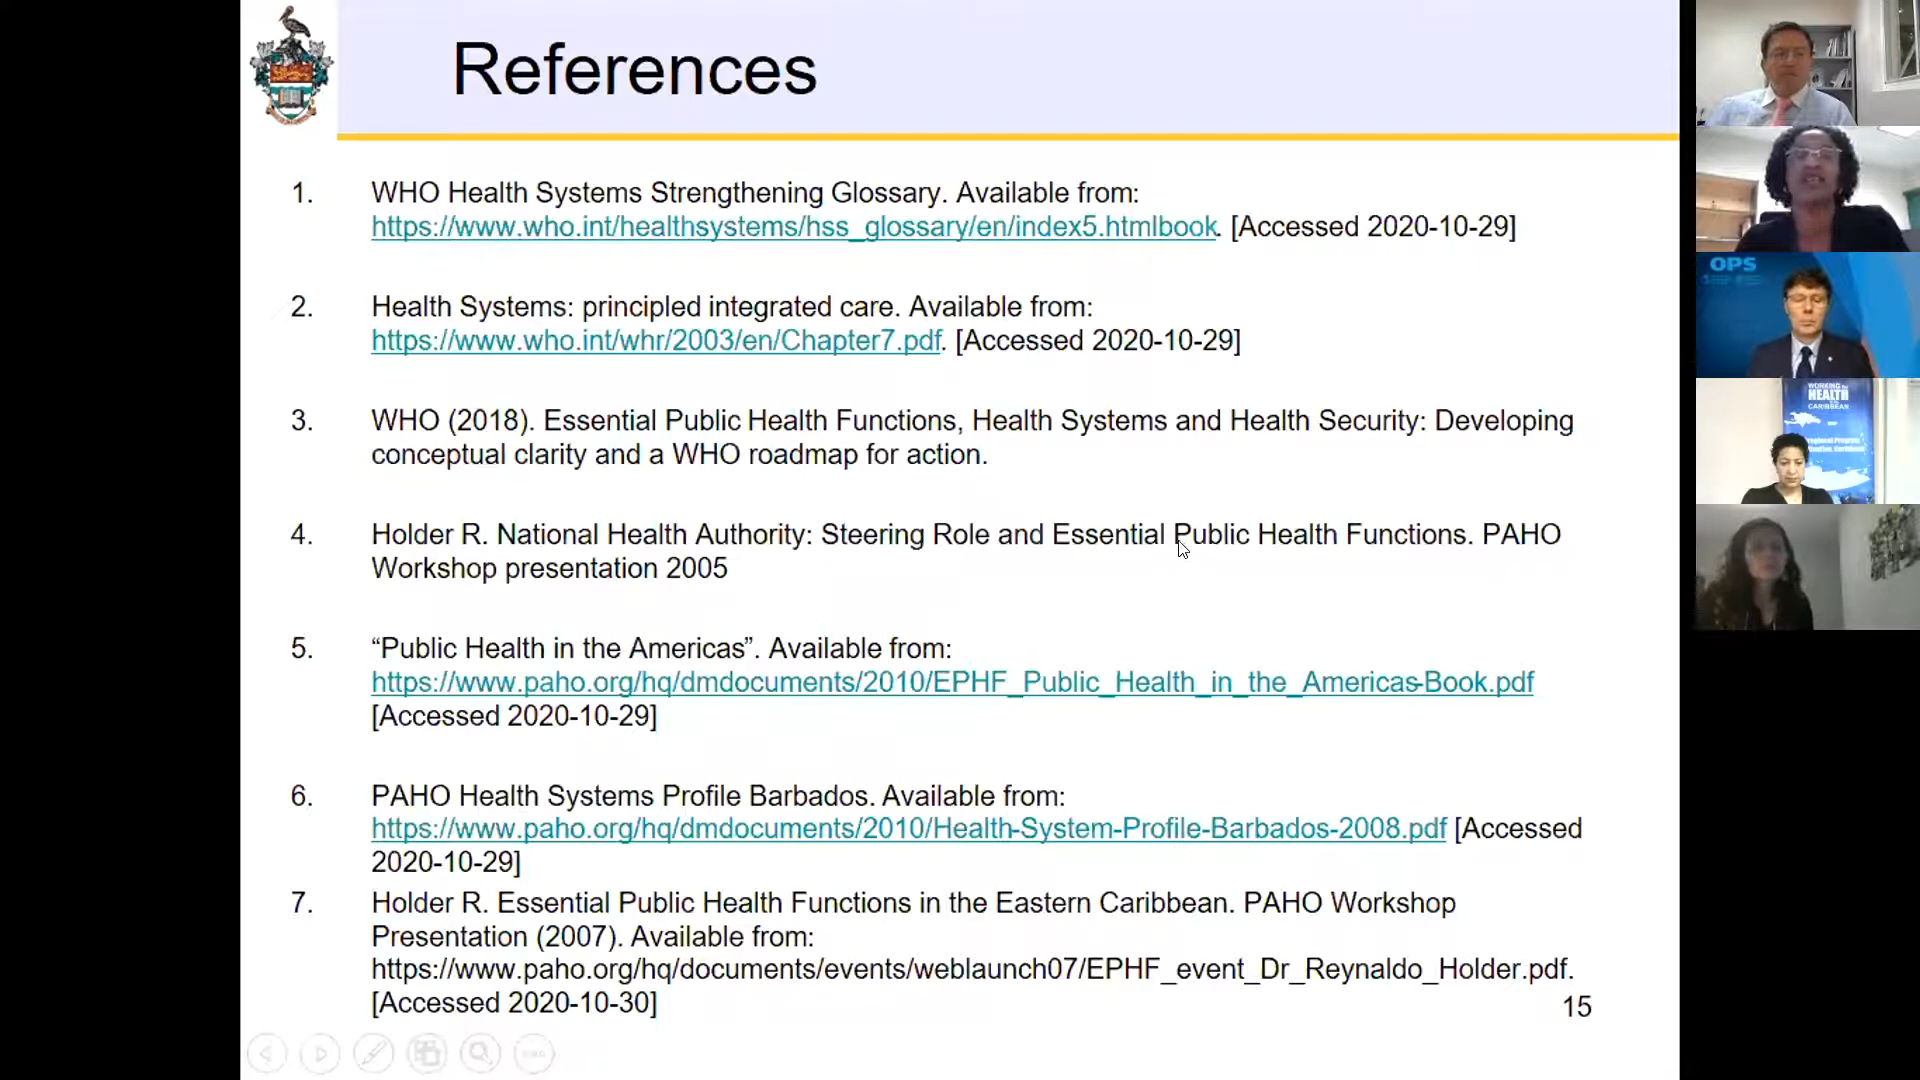 References
1. WHO Health Systems Strengthening Glossary. Available from:
https://www.who.int/healthsystems/hss_glossary/en/index5.htmlbook. [Accessed 2020-10-29]
2. Health Systems: principled integrated care. Available from:
https://www.who.int/whr/2003/en/Chapter7.pdf. [Accessed 2020-10-29]
3. WHO (2018). Essential Public Health Functions, Health Systems and Health Security: Developing
conceptual clarity and a WHO roadmap for action.
4. Holder R. National Health Authority: Steering Role and Essential Public Health Functions. PAHO
Workshop presentation 2005
5. “Public Health in the Americas”. Available from:
https://www.paho.org/hq/dmdocuments/2010/EPHF_Public_Health_in_the_Americas-Book.pdf
[Accessed 2020-10-29]
6. PAHO Health Systems Profile Barbados. Available from:
https://www.paho.org/hq/dmdocuments/2010/Health-System-Profile-Barbados-2008.pdf [Accessed
2020-10-29]
7. Holder R. Essential Public Health Functions in the Eastern Caribbean. PAHO Workshop
Presentation (2007). Available from:
https://www.paho.org/hq/documents/events/weblaunch07/EPHF_event_Dr_Reynaldo_Holder.pdf.
[Accessed 2020-10-30]
15
OPS
WORKING
HEALTH
CARIBBEAN